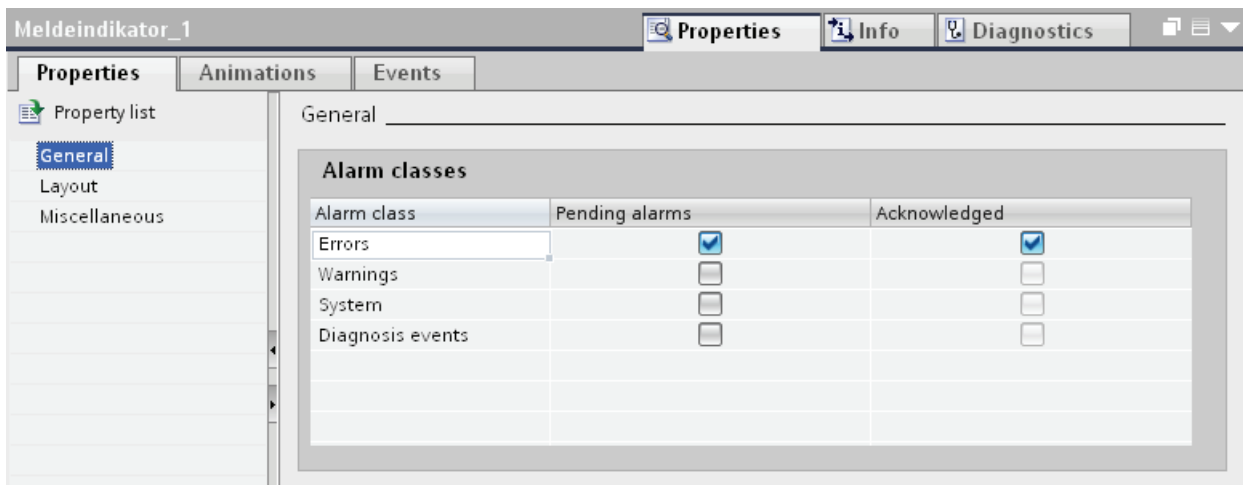 Meldeindikator_1 Properties Info Diagnostics
Properties Animations Events
Property list
General
Layout
Miscellaneous
General
Alarm classes
Alarm class Pending alarms Acknowledged
Errors
Warnings
System
Diagnosis events